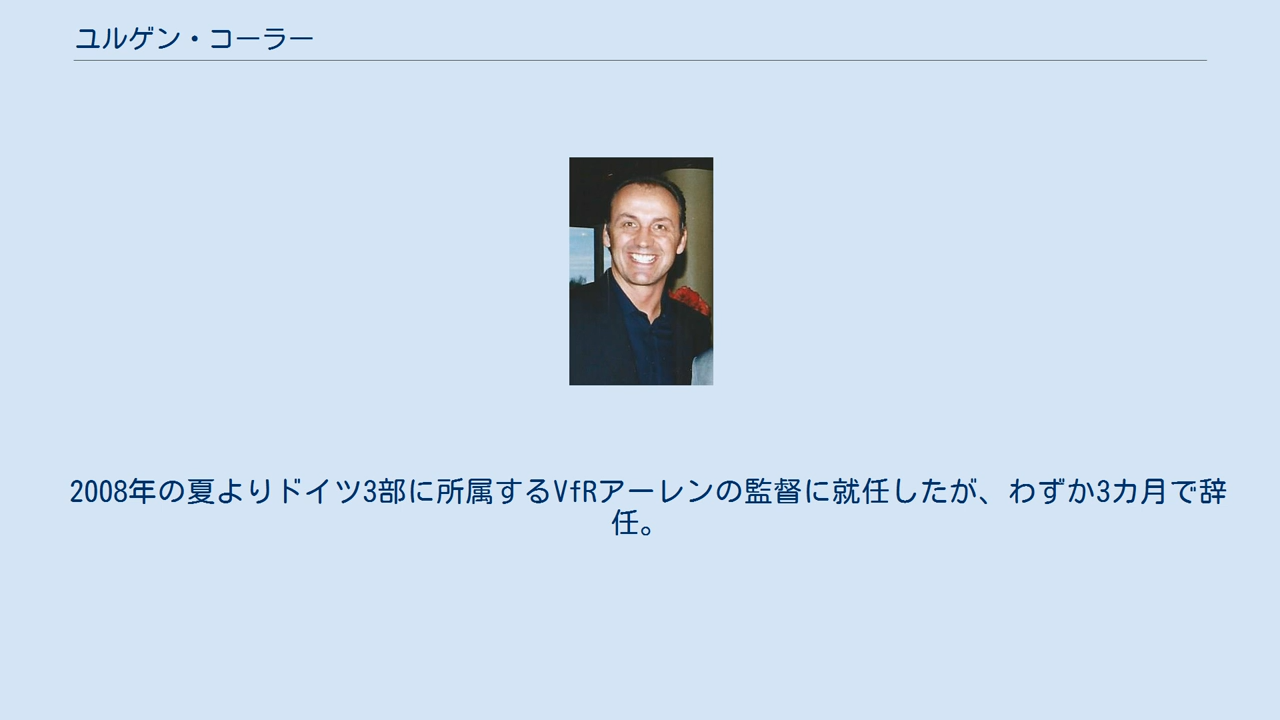 ユルゲン・コーラー
2008年の夏よりドイツ3部に所属するVfRアーレンの監督に就任したが、わずか3カ月で辞
任。